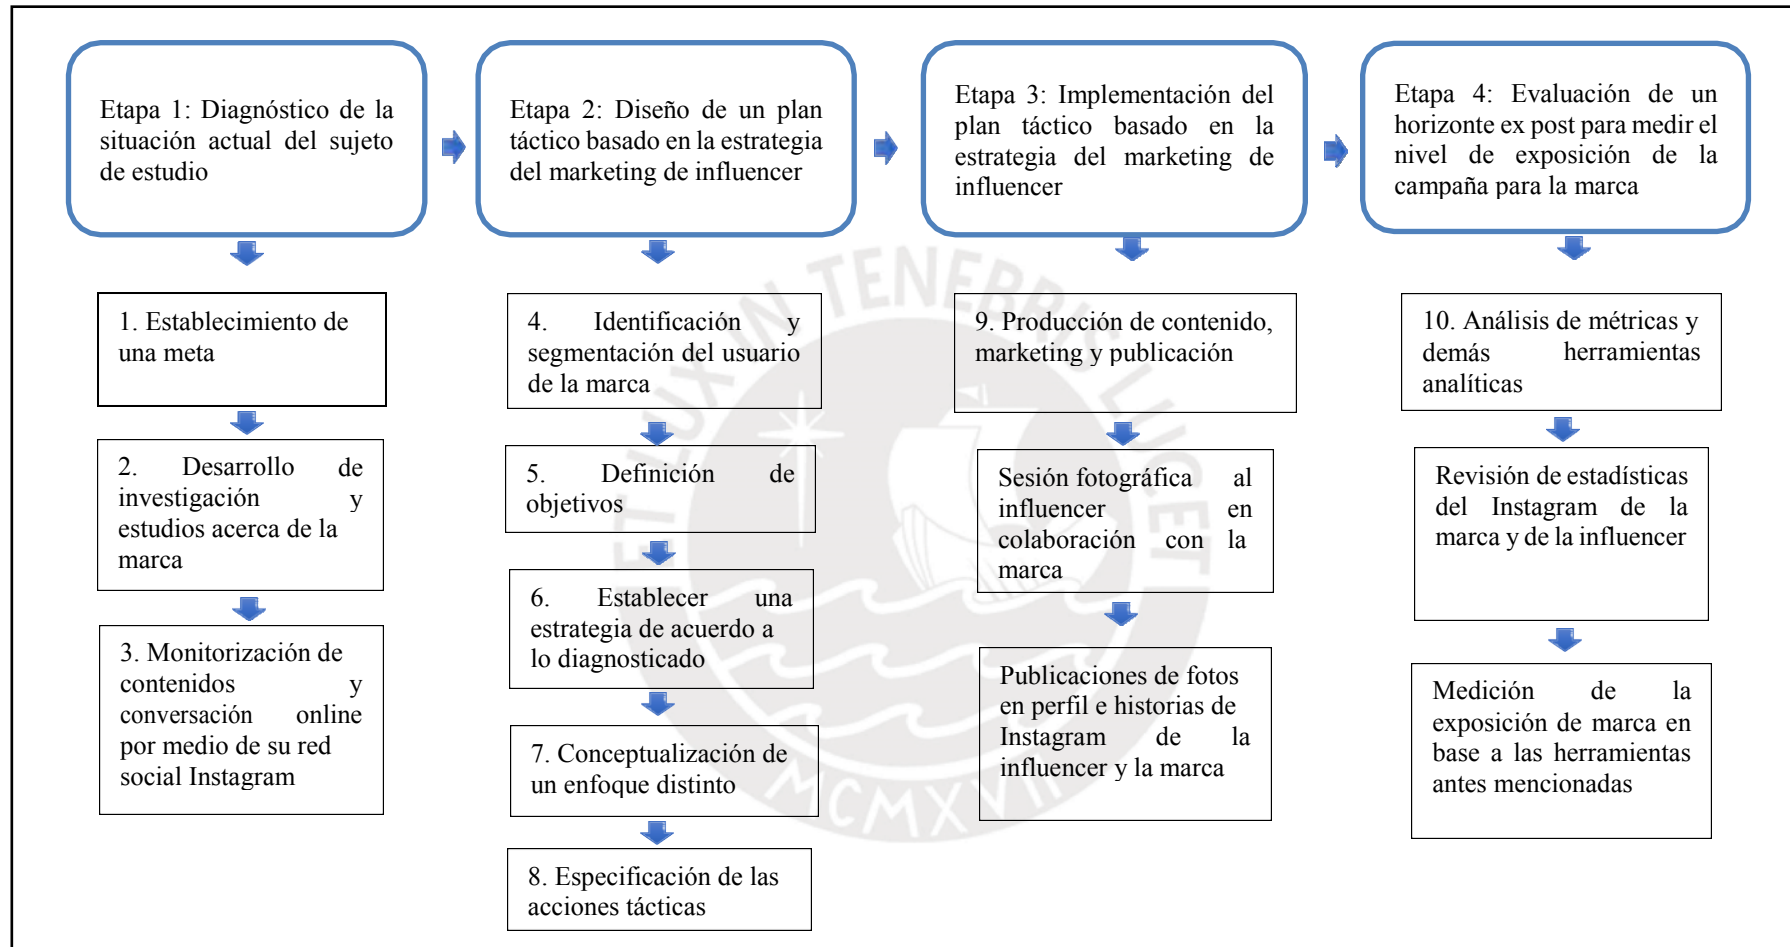 Etapa 1: Diagnóstico de la
situación actual del sujeto
de estudio
Etapa 2: Diseño de un plan
táctico basado en la estrategia
del marketing de influencer
Etapa 3: Implementación del
plan táctico basado en la
estrategia del marketing de
influencer
Etapa 4: Evaluación de un
horizonte ex post para medir el
nivel de exposición de la
campaña para la marca
1. Establecimiento de
una meta
2. Desarrollo de
investigación y
estudios acerca de la
marca
3. Monitorización de
contenidos y
conversación online
por medio de su red
social Instagram
4. Identificación y
segmentación del usuario
de la marca
5. Definición de
objetivos
6. Establecer una
estrategia de acuerdo a
lo diagnosticado
7. Conceptualización de
un enfoque distinto
8. Especificación de las
acciones tácticas
9. Producción de contenido,
marketing y publicación
Sesión fotográfica al
influencer en
colaboración con la
marca
Publicaciones de fotos
en perfil e historias de
Instagram de la
influencer y la marca
10. Análisis de métricas y
demás herramientas
analíticas
Revisión de estadísticas
del Instagram de la
marca y de la influencer
Medición de la
exposición de marca en
base a las herramientas
antes mencionadas
ET LUX IN TENEBRIS LUCET
MCMXVII